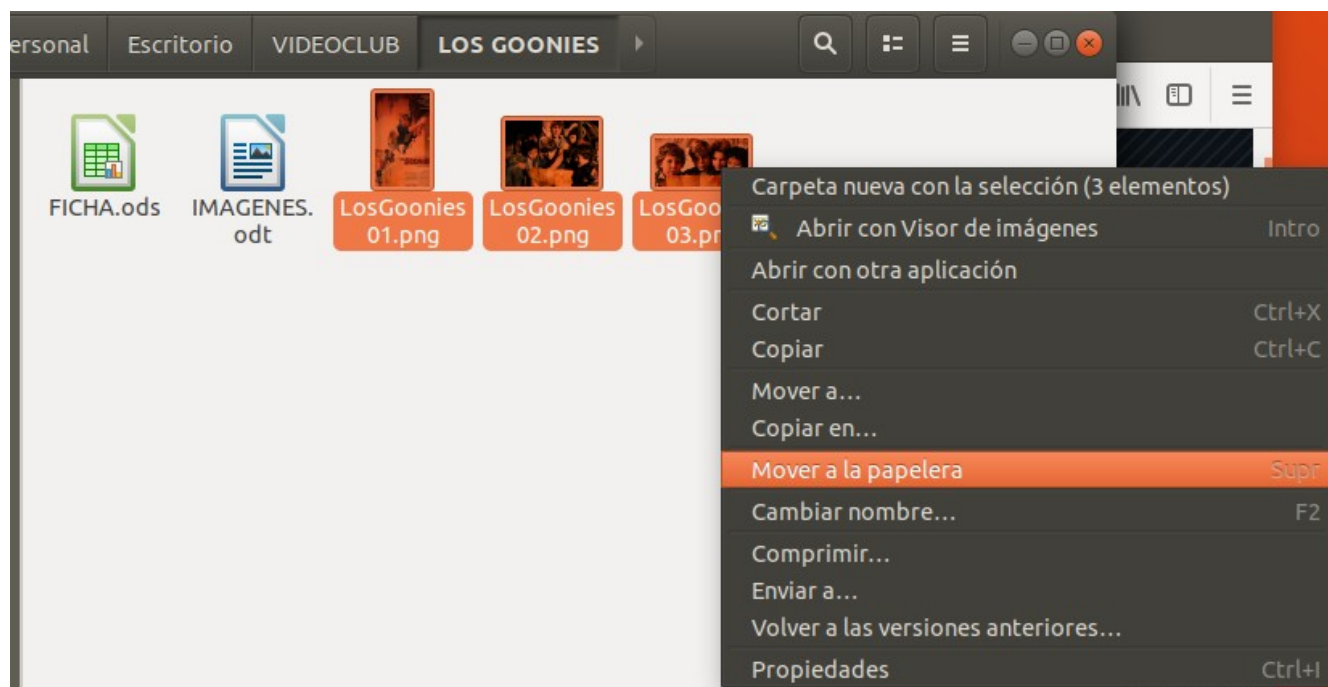 ersonal Escritorio VIDEOCLUB LOS GOONIES
FICHA.ods
IMAGENES.
odt
LosGoonies
01.png
LosGoonies
02.png
LosGoo
03.pr
Carpeta nueva con la selección (3 elementos)
Abrir con Visor de imágenes Intro
Abrir con otra aplicación
Cortar Ctrl+X
Copiar Ctrl+C
Mover a…
Copiar en…
Mover a la papelera Supr
Cambiar nombre… F2
Comprimir…
Enviar a…
Volver a las versiones anteriores…
Propiedades Ctrl+I